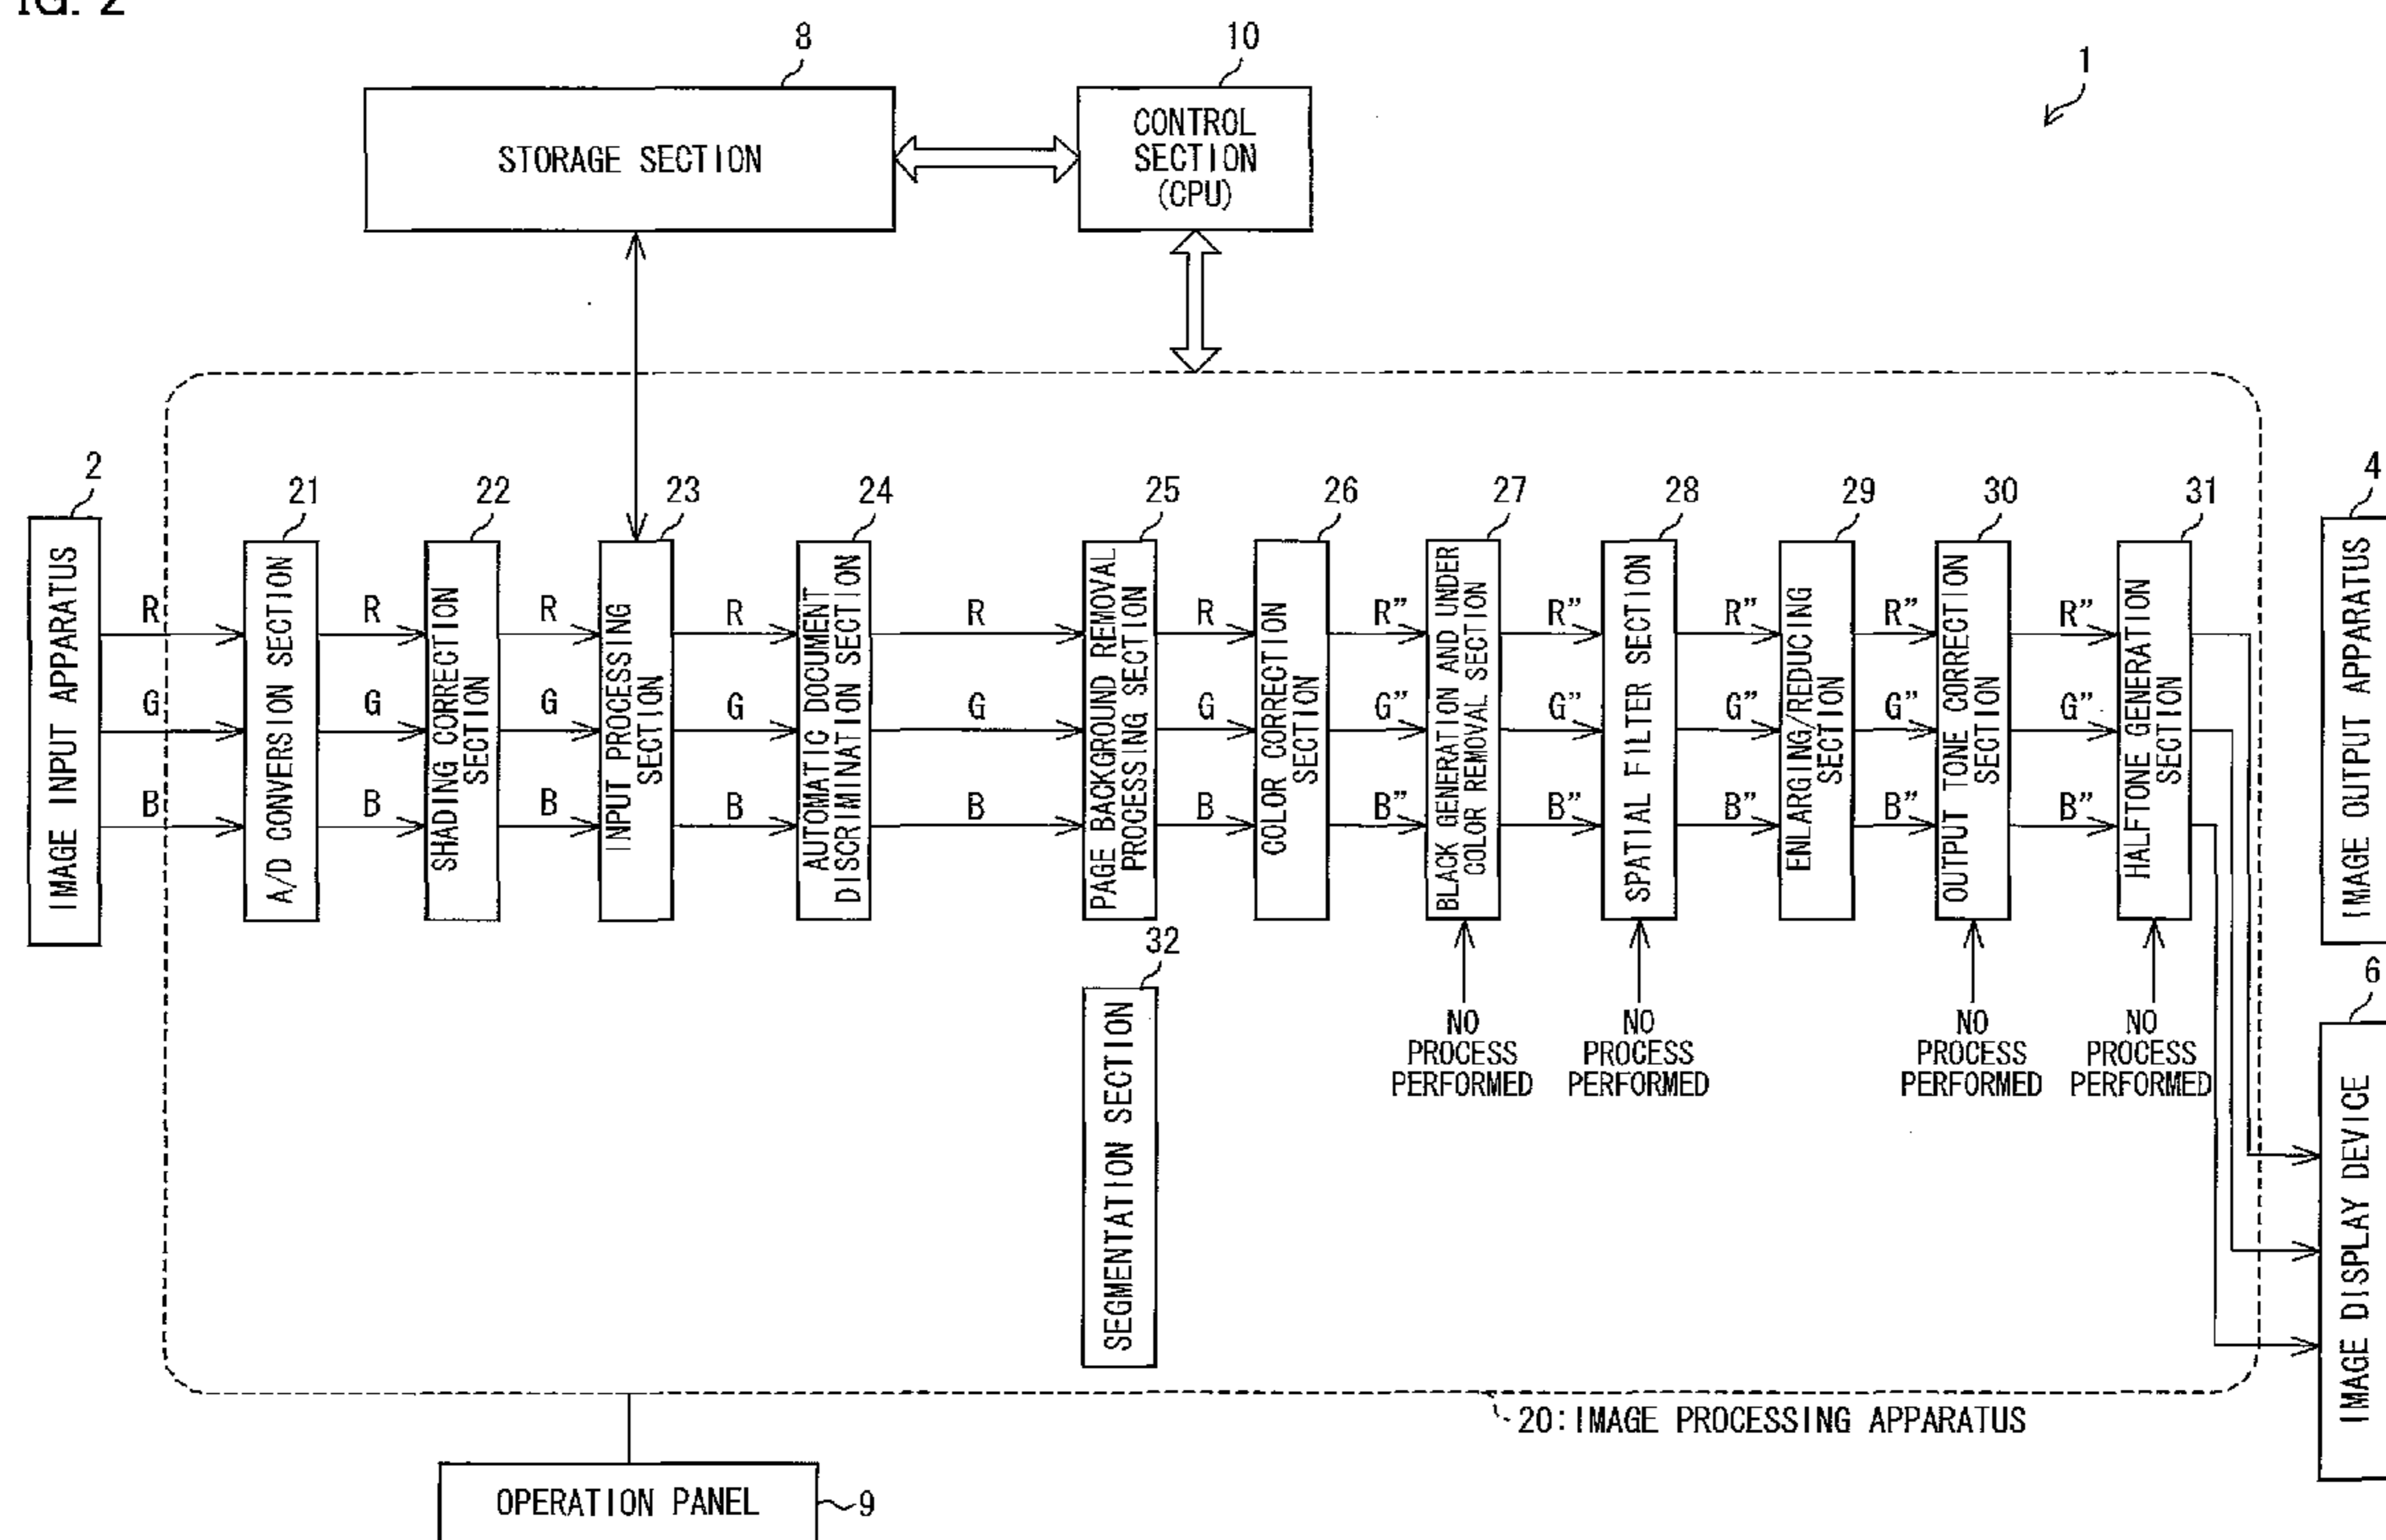 IG. 2
8
10
1
STORAGE SECTION
CONTROL
SECTION
(CPU)
2
21
22
23
24
25
26
27
28
29
30
31
4
IMAGE INPUT APPARATUS
A/D CONVERSION SECTION
SHADING CORRECTION
SECTION
INPUT PROCESSING
SECTION
AUTOMATIC DOCUMENT
DISCRIMINATION SECTION
PAGE BACKGROUND REMOVAL
PROCESSING SECTION
COLOR CORRECTION
SECTION
BLACK GENERATION AND UNDER
COLOR REMOVAL SECTION
SPATIAL FILTER SECTION
ENLARGING/REDUCING
SECTION
OUTPUT TONE CORRECTION
SECTION
HALFTONE GENERATION
SECTION
IMAGE OUTPUT APPARATUS
R R R R R R R” R” R” R” R”
G G G G G G G” G” G” G” G”
B B B B B B B” B” B” B” B”
32
SEGMENTATION SECTION
NO
PROCESS
PERFORMED
NO
PROCESS
PERFORMED
NO
PROCESS
PERFORMED
NO
PROCESS
PERFORMED
6
IMAGE DISPLAY DEVICE
20:IMAGE PROCESSING APPARATUS
OPERATION PANEL
9